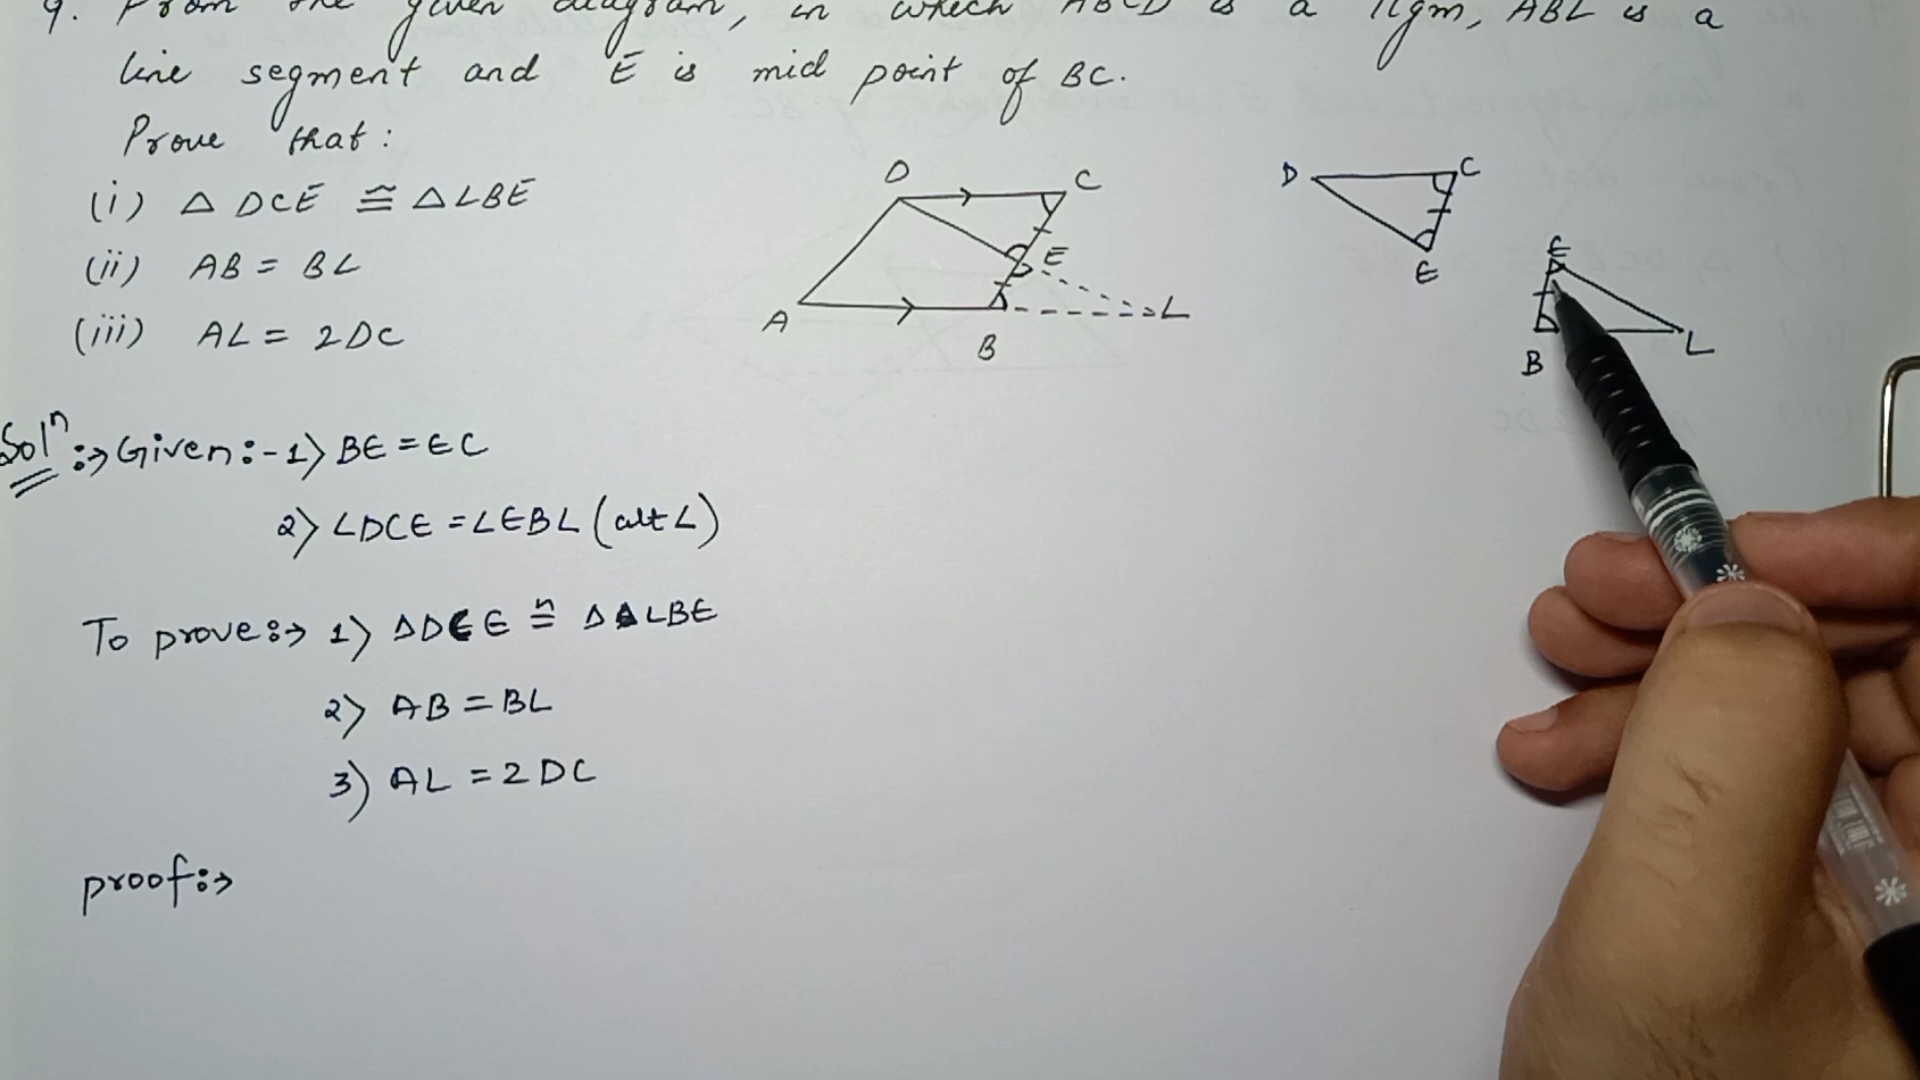 9. From the given diagram, in which ABCD is a ||gm, ABL is a
line segment and E is mid point of BC.
Prove that :
(i) △ DCE ≅ △ LBE
(ii) AB = BL
(iii) AL = 2DC
D C E A B L
D C E
E B L
Solⁿ :→ Given :- 1) BE = EC
2) ∠DCE = ∠EBL (alt ∠)
To prove :→ 1) △DCE ≅ △LBE
2) AB = BL
3) AL = 2DC
proof :→